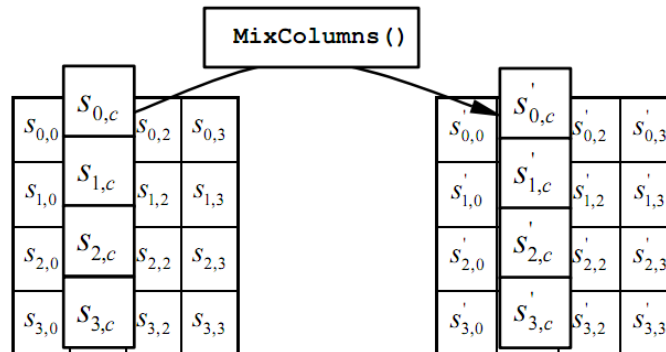 MixColumns()
s0,0 s0,c s0,2 s0,3 s'0,0 s'0,c s'0,2 s'0,3
s1,0 s1,c s1,2 s1,3 s'1,0 s'1,c s'1,2 s'1,3
s2,0 s2,c s2,2 s2,3 s'2,0 s'2,c s'2,2 s'2,3
s3,0 s3,c s3,2 s3,3 s'3,0 s'3,c s'3,2 s'3,3